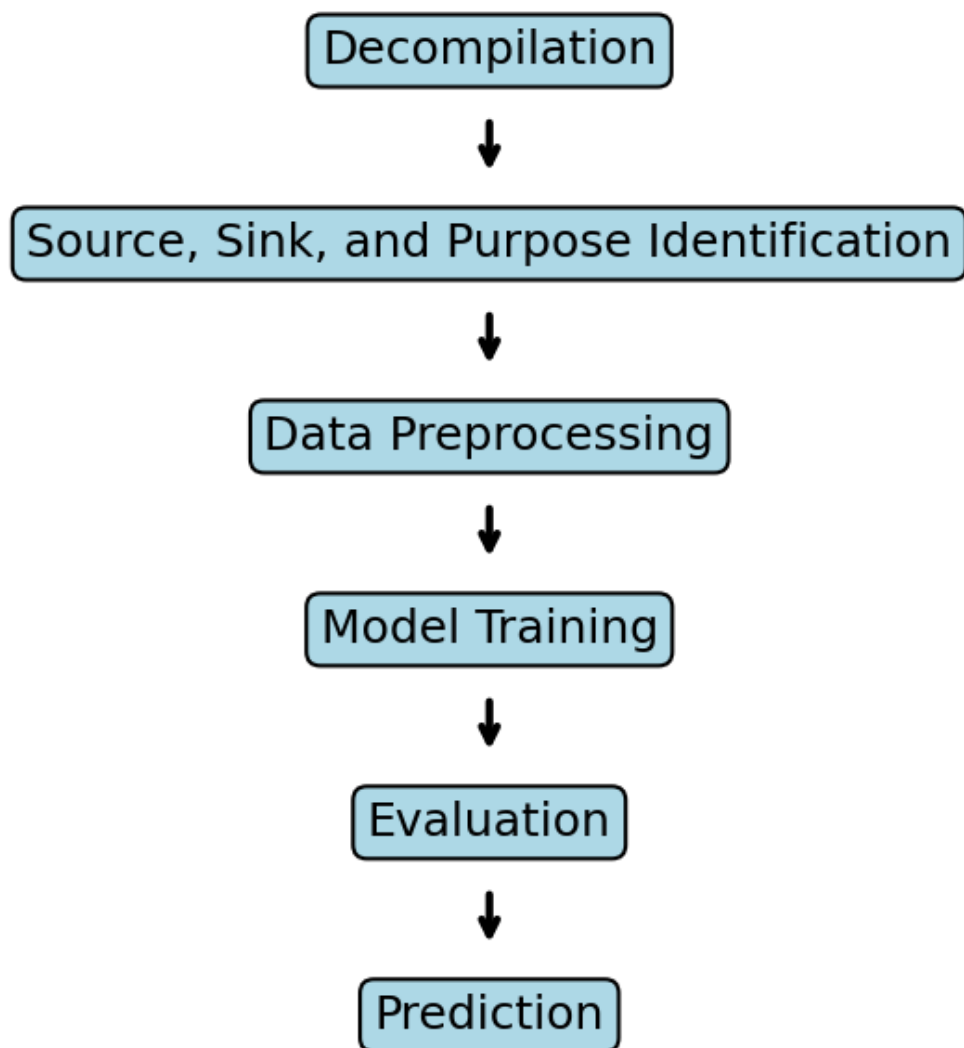 Decompilation
Source, Sink, and Purpose Identification
Data Preprocessing
Model Training
Evaluation
Prediction